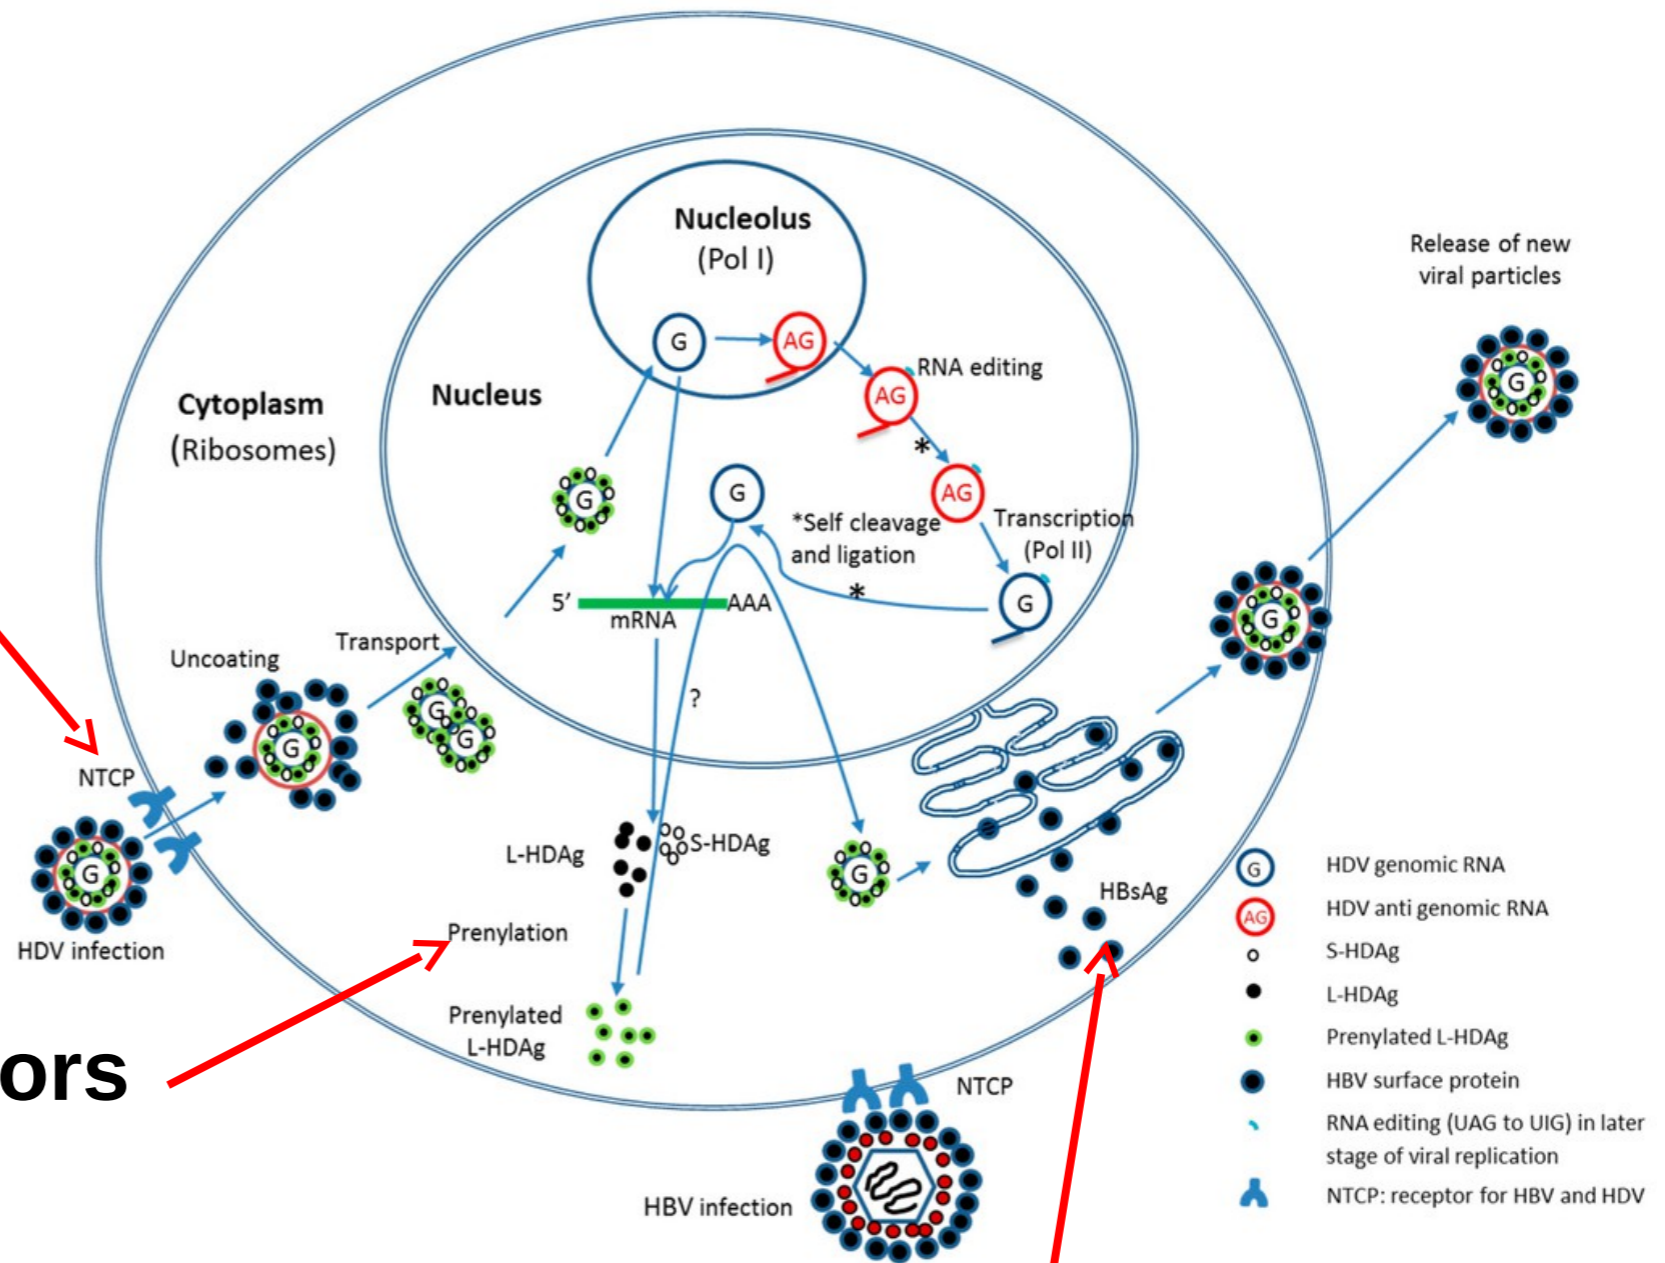 Nucleolus
(Pol I)
G
AG
RNA editing
AG
*
AG
Nucleus
Cytoplasm
(Ribosomes)
G
G
*Self cleavage
and ligation
*
Transcription
(Pol II)
G
5’
AAA
mRNA
Release of new
viral particles
G
G
Transport
Uncoating
G
G
G
NTCP
G
HDV infection
?
L-HDAg
S-HDAg
G
Prenylation
Prenylated
L-HDAg
ors
HBsAg
NTCP
HBV infection
G HDV genomic RNA
AG HDV anti genomic RNA
S-HDAg
L-HDAg
Prenylated L-HDAg
HBV surface protein
RNA editing (UAG to UIG) in later
stage of viral replication
NTCP: receptor for HBV and HDV